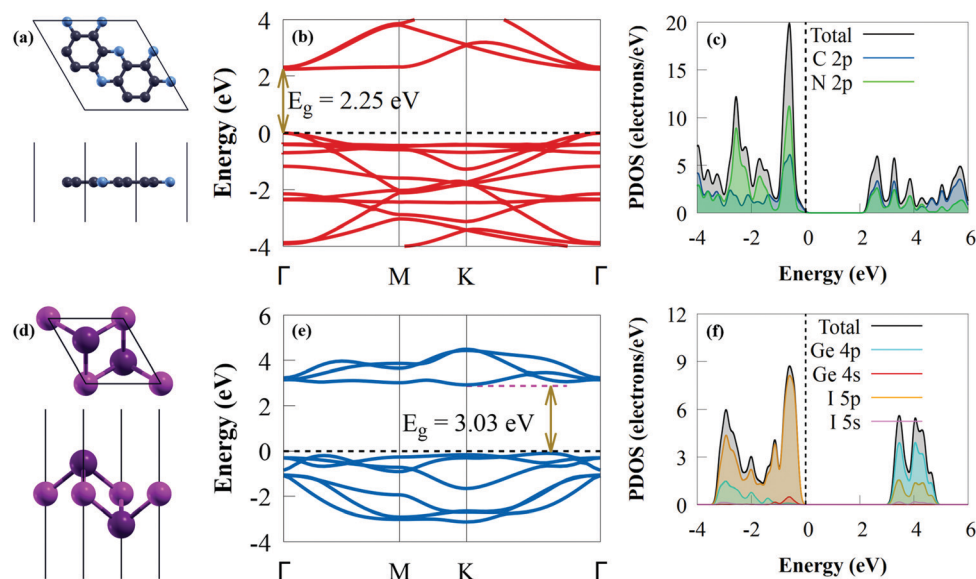 (a)
(b)
Energy (eV)
4
2
0
-2
-4
E_g = 2.25 eV
Γ M K Γ
(c)
PDOS (electrons/eV)
20
15
10
5
0
Total
C 2p
N 2p
-4 -2 0 2 4 6
Energy (eV)
(d)
(e)
Energy (eV)
6
4
2
0
-2
-4
E_g = 3.03 eV
Γ M K Γ
(f)
PDOS (electrons/eV)
12
9
6
3
0
Total
Ge 4p
Ge 4s
I 5p
I 5s
-4 -2 0 2 4 6
Energy (eV)